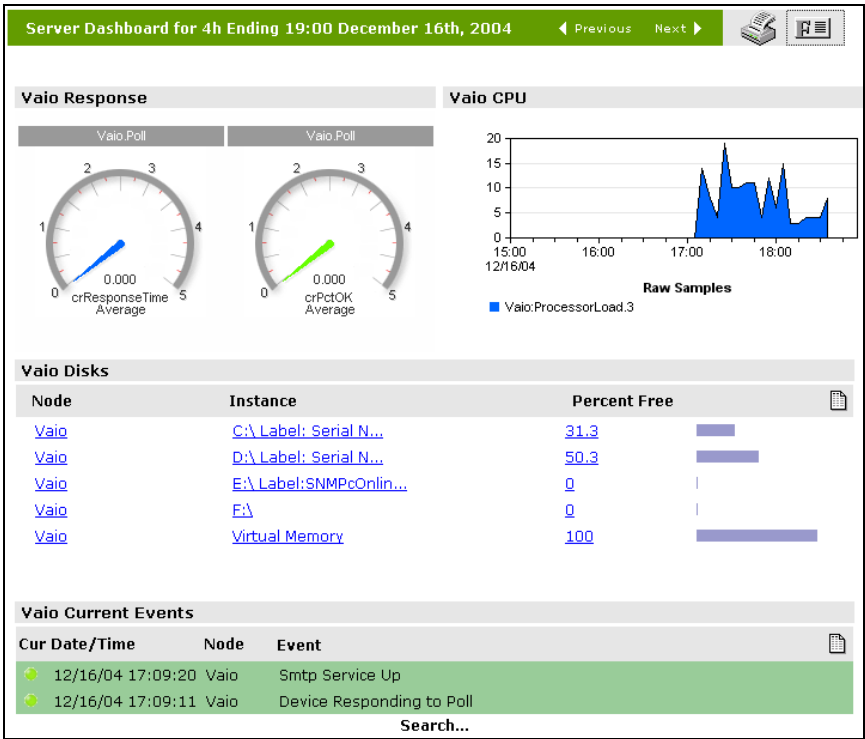 Server Dashboard for 4h Ending 19:00 December 16th, 2004 Previous Next F
Vaio Response
Vaio.Poll
0 1 2 3 4 5
0.000
crResponseTime
Average
Vaio.Poll
0 1 2 3 4 5
0.000
crPctOK
Average
Vaio CPU
20
15
10
5
0
15:00 16:00 17:00 18:00
12/16/04
Raw Samples
Vaio:ProcessorLoad.3
Vaio Disks
Node Instance Percent Free
Vaio C:\ Label: Serial N... 31.3
Vaio D:\ Label: Serial N... 50.3
Vaio E:\ Label:SNMPcOnlin... 0
Vaio F:\ 0
Vaio Virtual Memory 100
Vaio Current Events
Cur Date/Time Node Event
12/16/04 17:09:20 Vaio Smtp Service Up
12/16/04 17:09:11 Vaio Device Responding to Poll
Search...